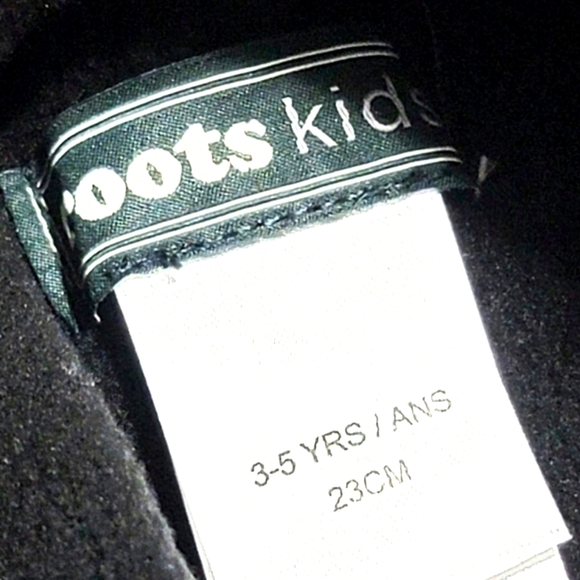 roots kids
3-5 YRS / ANS
23CM